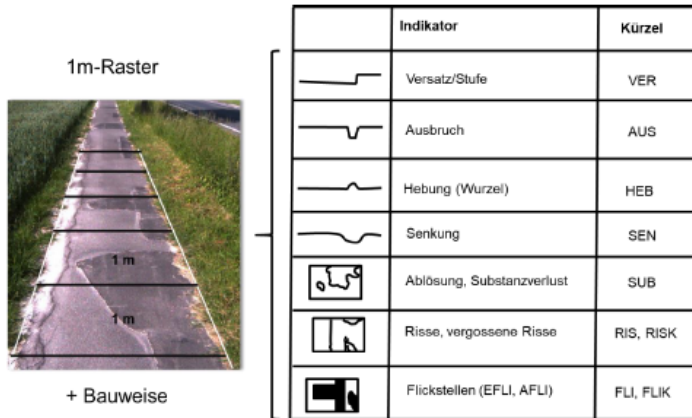 1m-Raster
1 m
1 m
+ Bauweise
Indikator Kürzel
Versatz/Stufe VER
Ausbruch AUS
Hebung (Wurzel) HEB
Senkung SEN
Ablösung, Substanzverlust SUB
Risse, vergossene Risse RIS, RISK
Flickstellen (EFLI, AFLI) FLI, FLIK